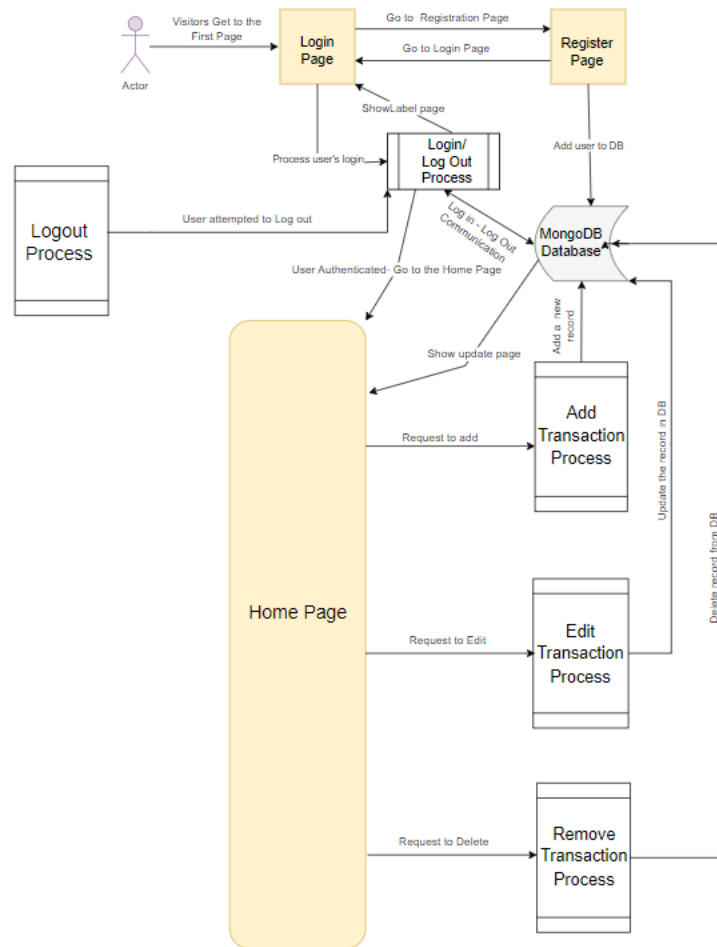 Visitors Get to the
First Page
Actor
Login
Page
Go to  Registration Page
Go to Login Page
Register
Page
ShowLabel page
Process user's login
Login/
Log Out
Process
Add user to DB
Logout
Process
User attempted to Log out
Log in - Log Out
Communication
MongoDB
Database
User Authenticated- Go to the Home Page
Show update page
Add a  new
record
Home Page
Request to add
Add
Transaction
Process
Update the record in DB
Delete record from DB
Request to Edit
Edit
Transaction
Process
Request to Delete
Remove
Transaction
Process